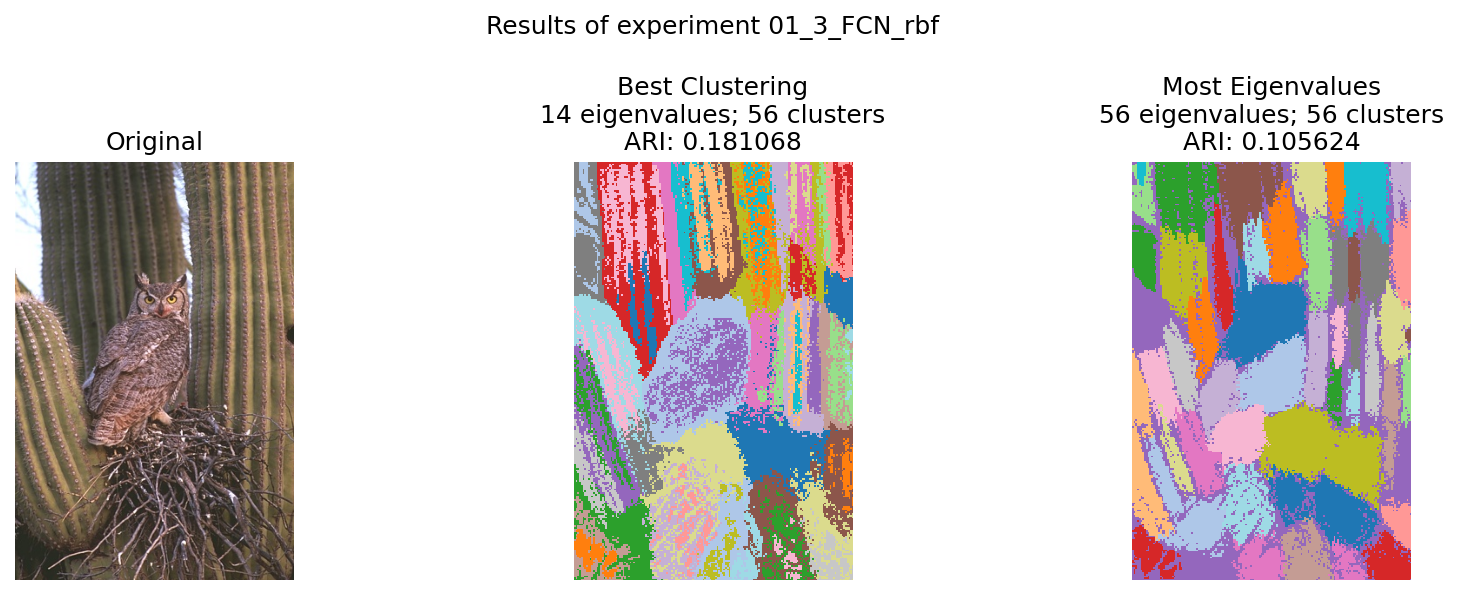 Results of experiment 01_3_FCN_rbf
Original
Best Clustering
14 eigenvalues; 56 clusters
ARI: 0.181068
Most Eigenvalues
56 eigenvalues; 56 clusters
ARI: 0.105624